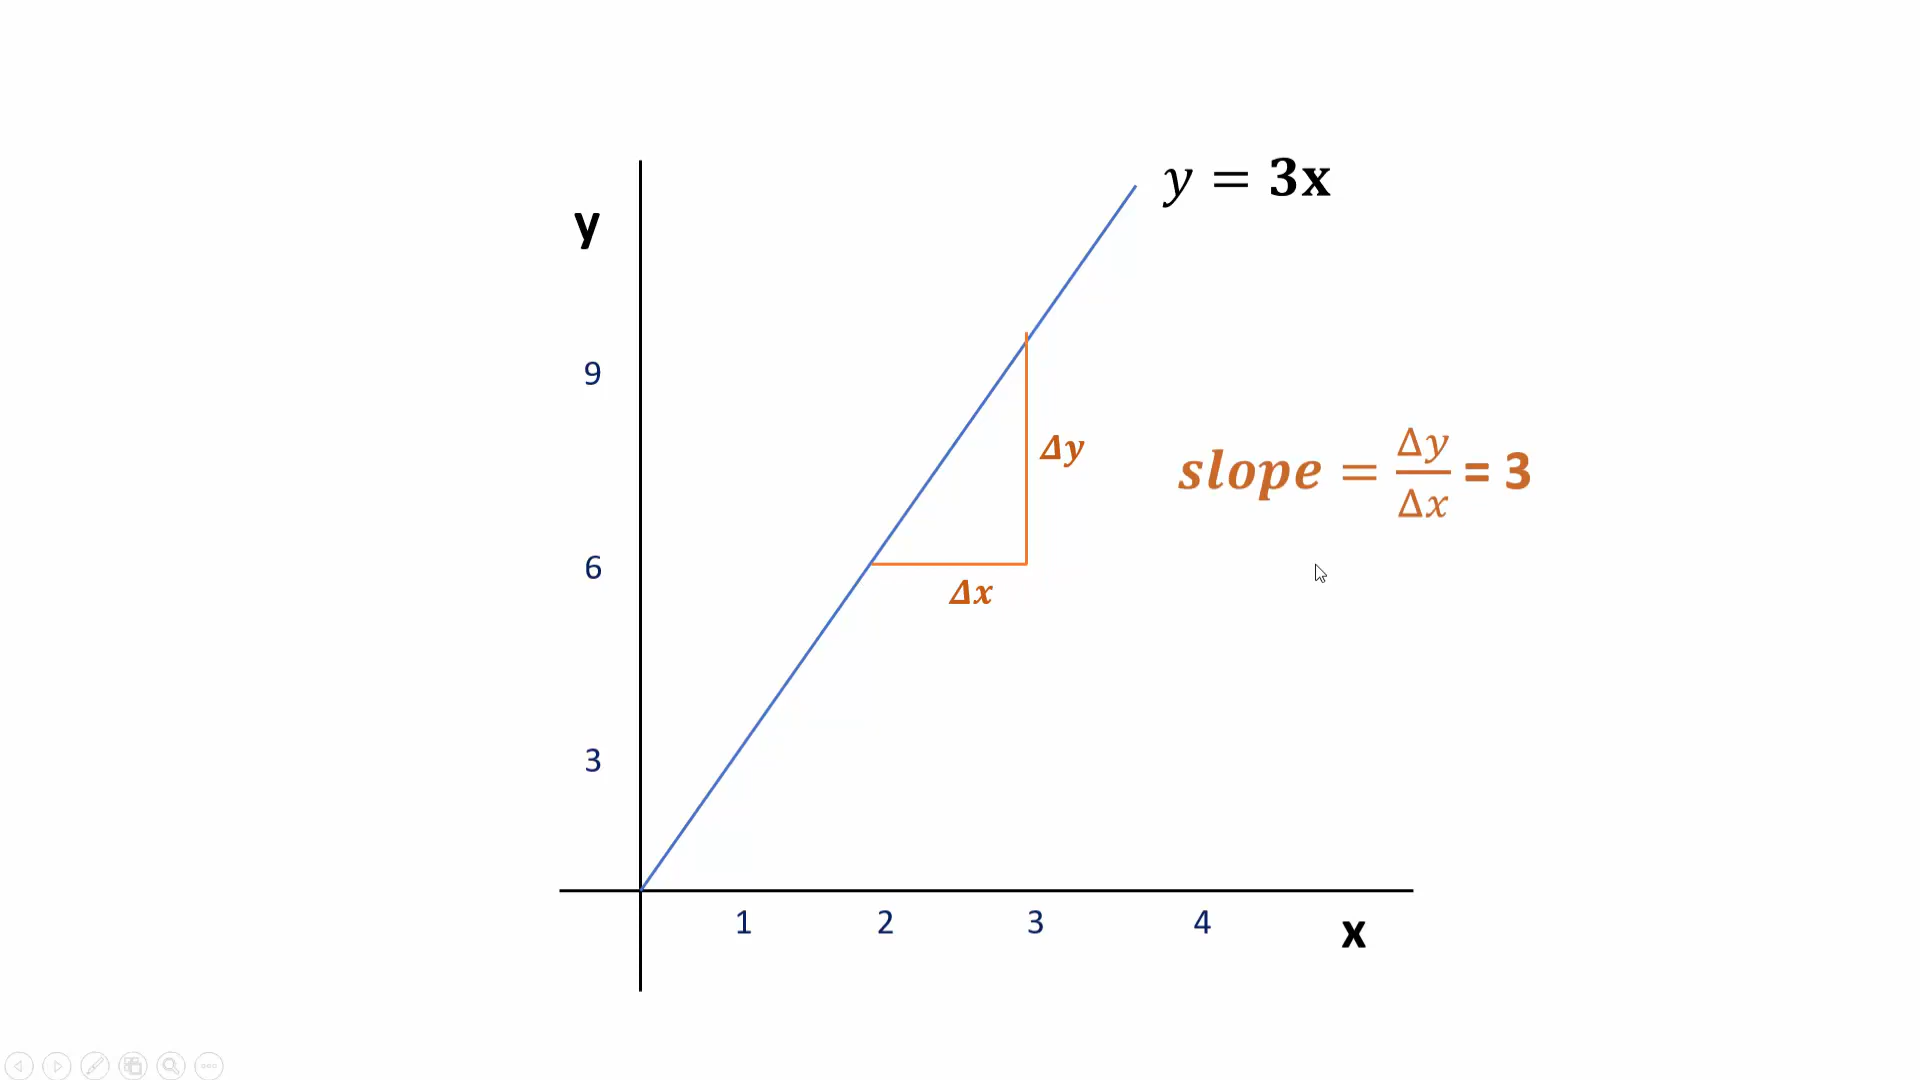 y = 3x
y
9
Δy
slope = Δy/Δx = 3
6
Δx
3
1 2 3 4
x